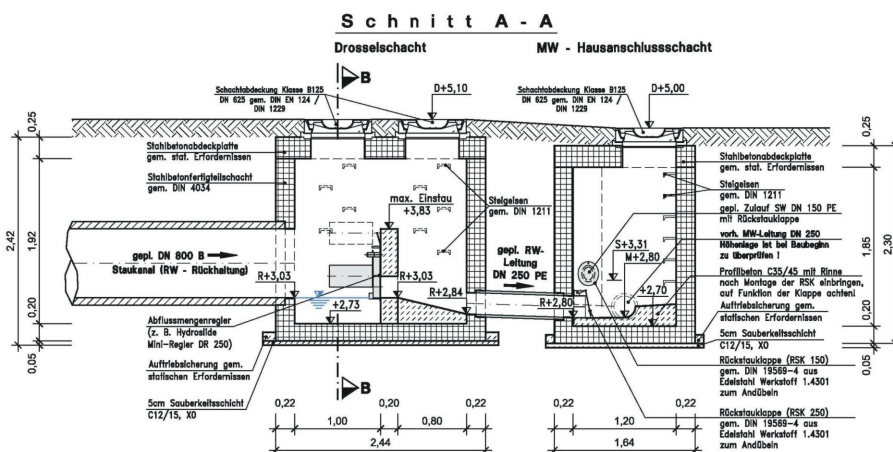 Schnitt A-A
Drosselschacht
MW - Hausanschlussschacht
B
Schachtabdeckung Klasse B125
DN 625 gem. DIN EN 124 /
DIN 1229
D+5,10
Schachtabdeckung Klasse B125
DN 625 gem. DIN EN 124 /
DIN 1229
D+5,00
0,25
0,25
Stahlbetonabdeckplatte
gem. stat. Erfordernissen
Stahlbetonfertigteilschacht
gem. DIN 4034
max. Einstau
+3,83
Steigeisen
gem. DIN 1211
Stahlbetonabdeckplatte
gem. stat. Erfordernissen
Steigeisen
gem. DIN 1211
gepl. Zulauf SW DN 150 PE
mit Rückstauklappe
vorh. MW-Leitung DN 250
Höhenlage ist bei Baubeginn
zu überprüfen !
Profilbeton C35/45 mit Rinne
nach Montage der RSK einbringen,
auf Funktion der Klappe achten!
Auftriebsicherung gem.
statischen Erfordernissen
5cm Sauberkeitsschicht
C12/15, X0
Rückstauklappe (RSK 150)
gem. DIN 19569-4 aus
Edelstahl Werkstoff 1.4301
zum Andübeln
Rückstauklappe (RSK 250)
gem. DIN 19569-4 aus
Edelstahl Werkstoff 1.4301
zum Andübeln
2,42
1,92
0,20
0,05
gepl. DN 800 B
Staukanal (RW - Rückhaltung)
R+3,03
R+3,03
+2,73
R+2,84
gepl. RW-
Leitung
DN 250 PE
R+2,80
S+3,31
M+2,80
+2,70
1,85
2,30
0,20
0,05
Abflussmengenregler
(z. B. Hydroslide
Mini-Regler DR 250)
Auftriebsicherung gem.
statischen Erfordernissen
5cm Sauberkeitsschicht
C12/15, X0
B
0,22
0,20
0,22
1,00
0,80
2,44
0,22
0,22
1,20
1,64